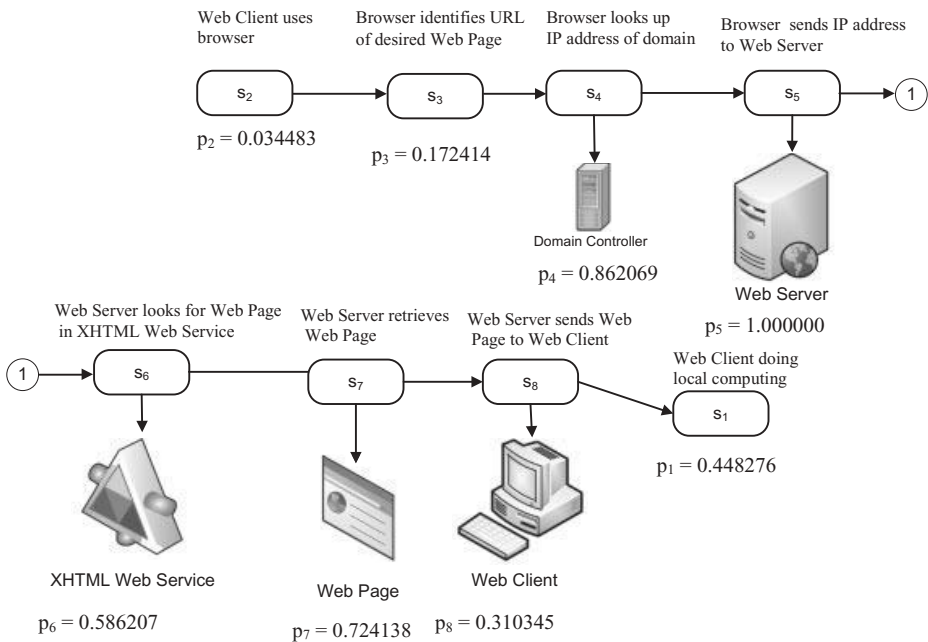 Web Client uses
browser
Browser identifies URL
of desired Web Page
Browser looks up
IP address of domain
Browser sends IP address
to Web Server
s₂
s₃
s₄
s₅
1
p₂ = 0.034483
p₃ = 0.172414
Domain Controller
p₄ = 0.862069
Web Server
p₅ = 1.000000
Web Server looks for Web Page
in XHTML Web Service
Web Server retrieves
Web Page
Web Server sends Web
Page to Web Client
Web Client doing
local computing
1
s₆
s₇
s₈
s₁
p₁ = 0.448276
XHTML Web Service
Web Page
Web Client
p₆ = 0.586207
p₇ = 0.724138
p₈ = 0.310345